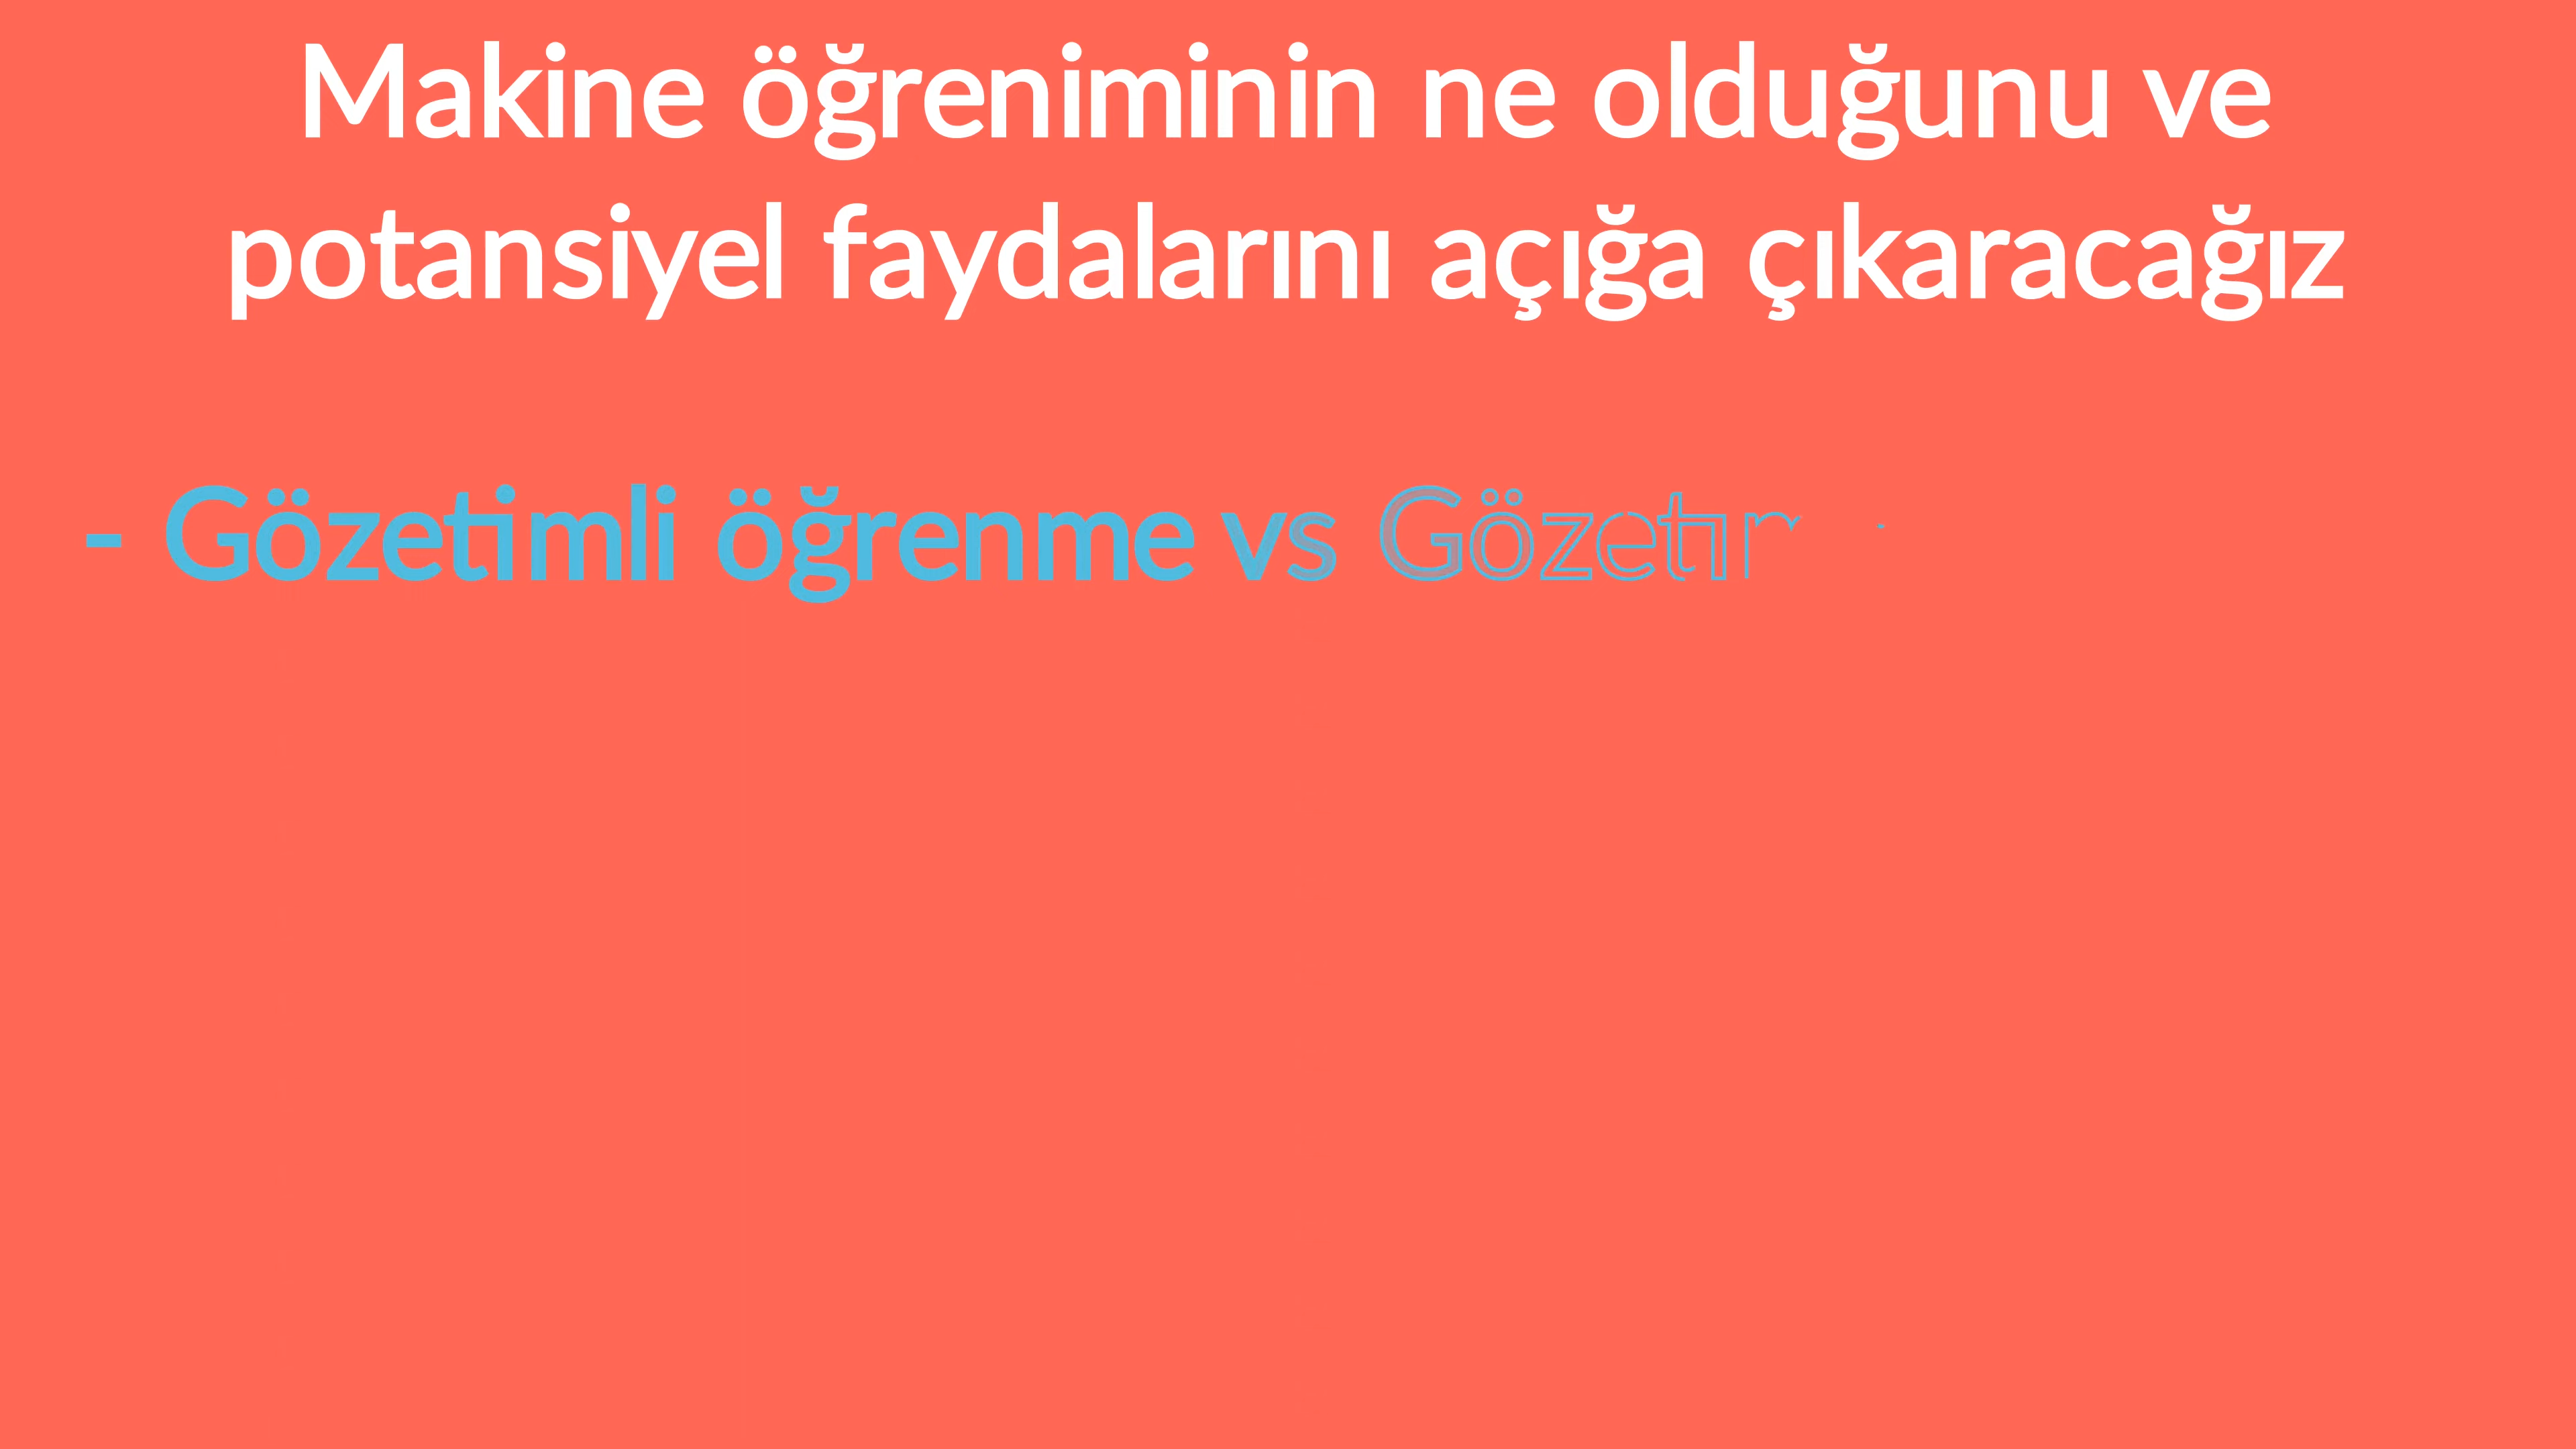 Makine öğreniminin ne olduğunu ve
potansiyel faydalarını açığa çıkaracağız
- Gözetimli öğrenme vs